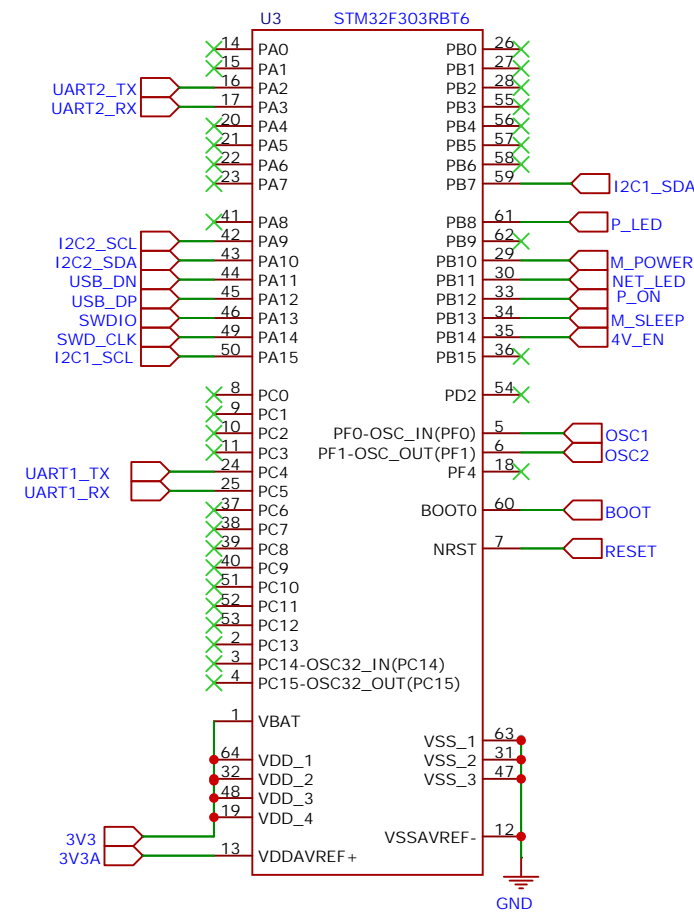 U3 STM32F303RBT6
14 PA0 PB0 26
15 PA1 PB1 27
UART2_TX 16 PA2 PB2 28
UART2_RX 17 PA3 PB3 55
20 PA4 PB4 56
21 PA5 PB5 57
22 PA6 PB6 58
23 PA7 PB7 59 I2C1_SDA
41 PA8 PB8 61 P_LED
I2C2_SCL 42 PA9 PB9 62
I2C2_SDA 43 PA10 PB10 29 M_POWER
USB_DN 44 PA11 PB11 30 NET_LED
USB_DP 45 PA12 PB12 33 P_ON
SWDIO 46 PA13 PB13 34 M_SLEEP
SWD_CLK 49 PA14 PB14 35 4V_EN
I2C1_SCL 50 PA15 PB15 36
8 PC0 PD2 54
9 PC1
10 PC2 PF0-OSC_IN(PF0) 5 OSC1
11 PC3 PF1-OSC_OUT(PF1) 6 OSC2
UART1_TX 24 PC4 PF4 18
UART1_RX 25 PC5
37 PC6 BOOT0 60 BOOT
38 PC7
39 PC8 NRST 7 RESET
40 PC9
51 PC10
52 PC11
53 PC12
2 PC13
3 PC14-OSC32_IN(PC14)
4 PC15-OSC32_OUT(PC15)
1 VBAT
VSS_1 63
64 VDD_1 VSS_2 31
32 VDD_2 VSS_3 47
48 VDD_3
19 VDD_4
3V3 VSSAVREF- 12
3V3A 13 VDDAVREF+
GND